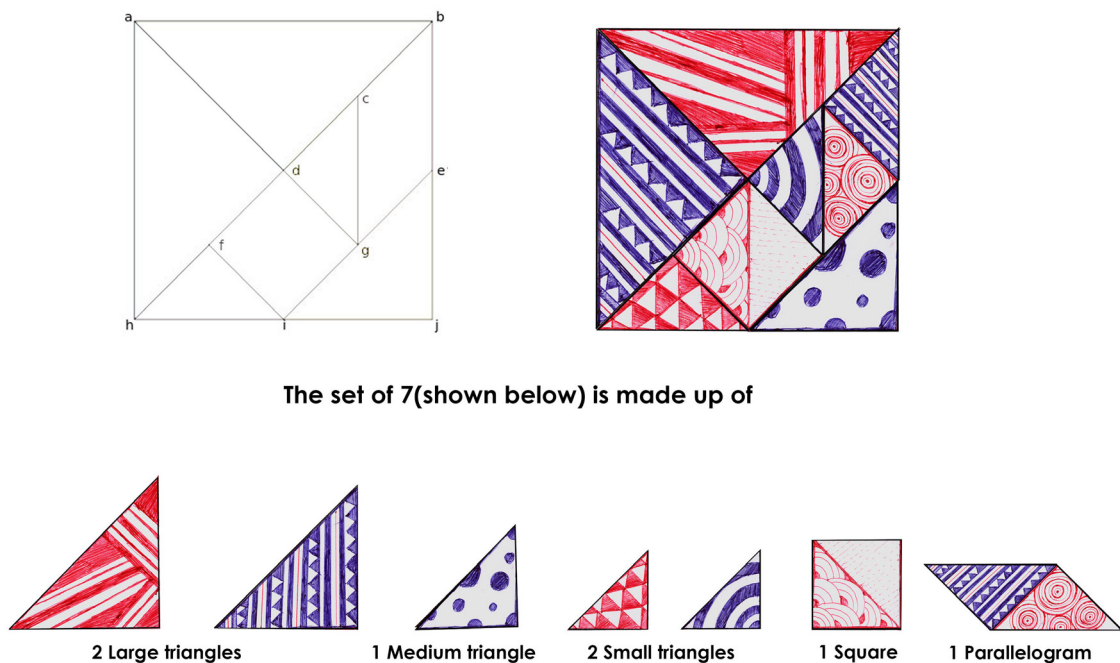 a b
c
d e
f g
h i j
The set of 7(shown below) is made up of
2 Large triangles 1 Medium triangle 2 Small triangles 1 Square 1 Parallelogram